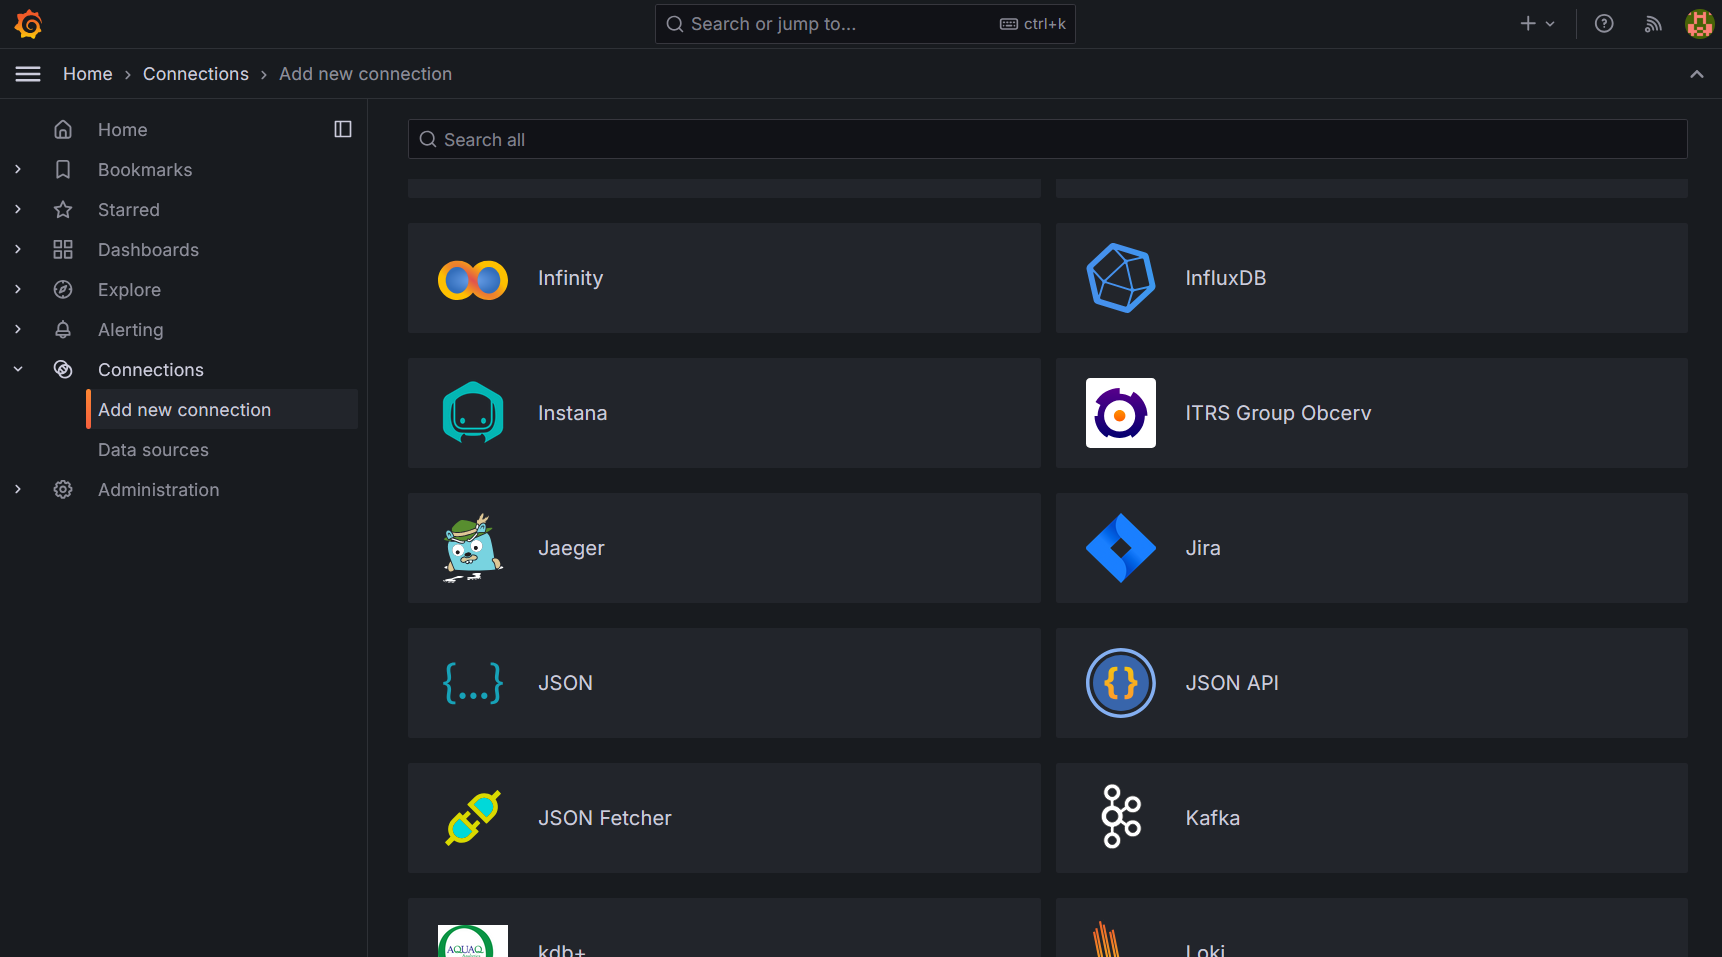 Search or jump to... ctrl+k
Home › Connections › Add new connection
Home
Bookmarks
Starred
Dashboards
Explore
Alerting
Connections
Add new connection
Data sources
Administration
Search all
Infinity
InfluxDB
Instana
ITRS Group Obcerv
Jaeger
Jira
{...} JSON
{} JSON API
JSON Fetcher
Kafka
AQUAQ
kdb+
Loki